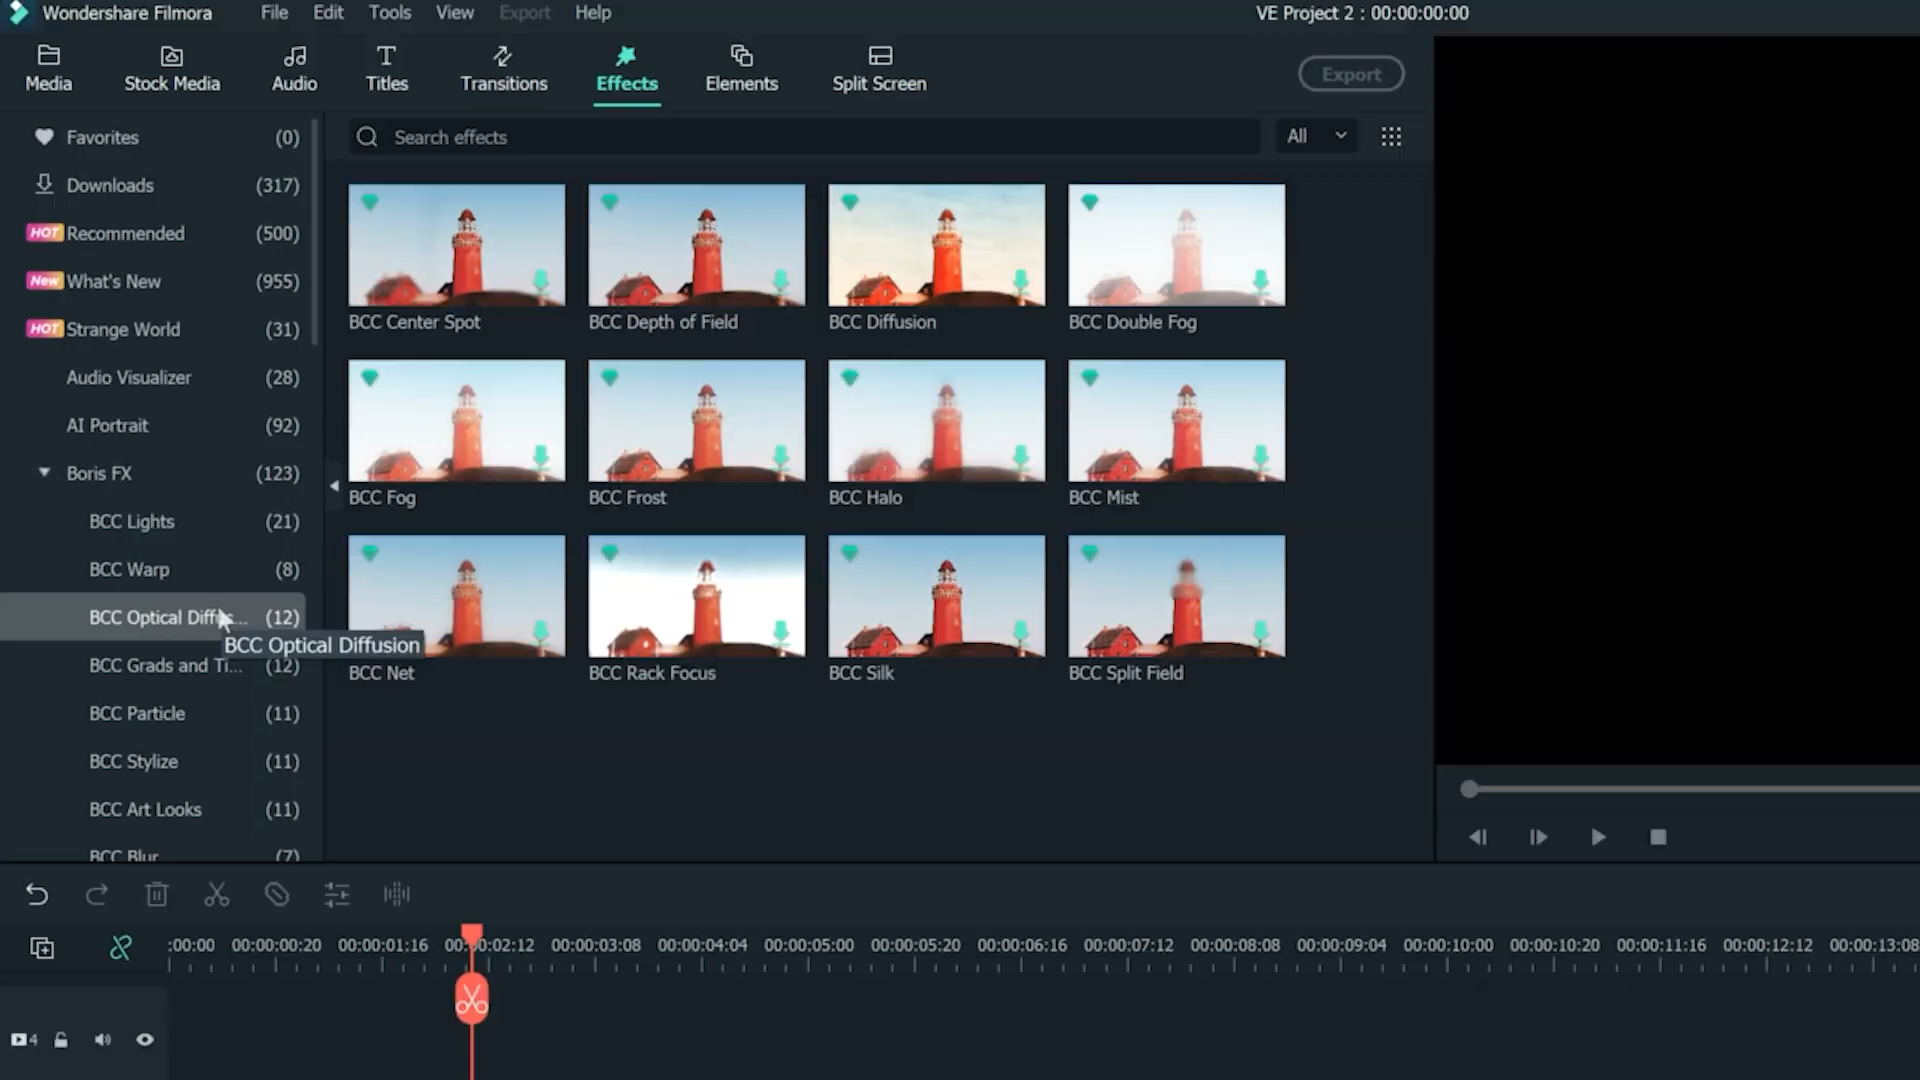 Wondershare Filmora File Edit Tools View Export Help VE Project 2 : 00:00:00:00
Media Stock Media Audio Titles Transitions Effects Elements Split Screen Export
Favorites (0)
Downloads (317)
HOT Recommended (500)
New What's New (955)
HOT Strange World (31)
Audio Visualizer (28)
AI Portrait (92)
Boris FX (123)
BCC Lights (21)
BCC Warp (8)
BCC Optical Diffus... (12)
BCC Optical Diffusion
BCC Grads and Ti... (12)
BCC Particle (11)
BCC Stylize (11)
BCC Art Looks (11)
BCC Blur (7)
Search effects All
BCC Center Spot BCC Depth of Field BCC Diffusion BCC Double Fog
BCC Fog BCC Frost BCC Halo BCC Mist
BCC Net BCC Rack Focus BCC Silk BCC Split Field
:00:00 00:00:00:20 00:00:01:16 00:00:02:12 00:00:03:08 00:00:04:04 00:00:05:00 00:00:05:20 00:00:06:16 00:00:07:12 00:00:08:08 00:00:09:04 00:00:10:00 00:00:10:20 00:00:11:16 00:00:12:12 00:00:13:08
4